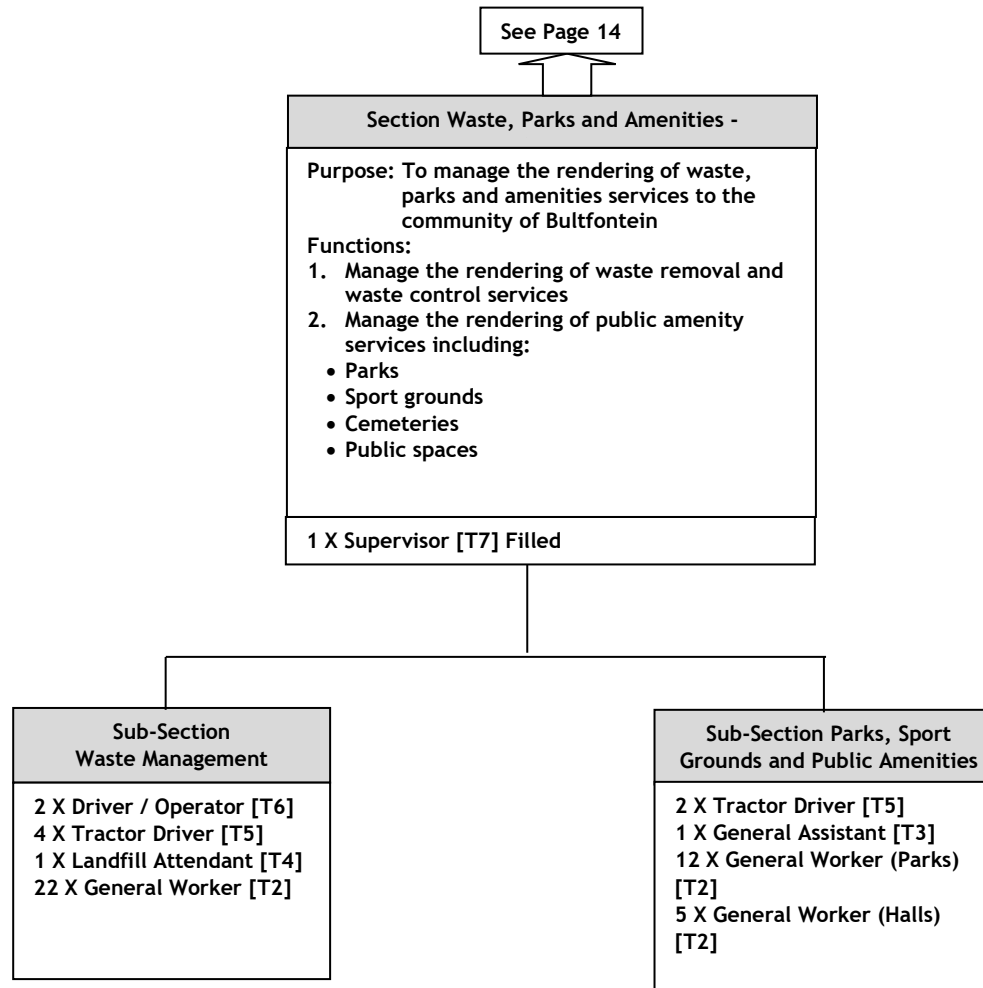 See Page 14
Section Waste, Parks and Amenities -
Purpose: To manage the rendering of waste,
parks and amenities services to the
community of Bultfontein
Functions:
1. Manage the rendering of waste removal and
waste control services
2. Manage the rendering of public amenity
services including:
• Parks
• Sport grounds
• Cemeteries
• Public spaces
1 X Supervisor [T7] Filled
Sub-Section
Waste Management
2 X Driver / Operator [T6]
4 X Tractor Driver [T5]
1 X Landfill Attendant [T4]
22 X General Worker [T2]
Sub-Section Parks, Sport
Grounds and Public Amenities
2 X Tractor Driver [T5]
1 X General Assistant [T3]
12 X General Worker (Parks)
[T2]
5 X General Worker (Halls)
[T2]